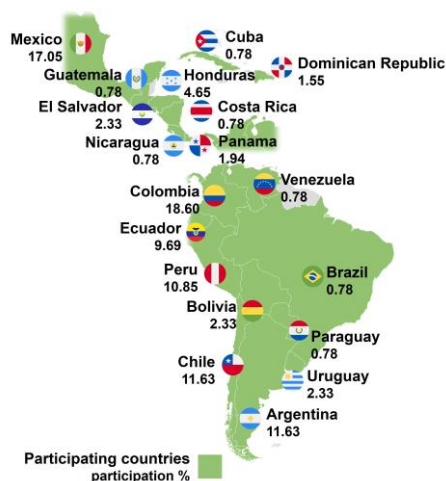 Mexico
17.05
Cuba
0.78
Dominican Republic
1.55
Guatemala
0.78
Honduras
4.65
El Salvador
2.33
Costa Rica
0.78
Nicaragua
0.78
Panama
1.94
Venezuela
0.78
Colombia
18.60
Ecuador
9.69
Peru
10.85
Brazil
0.78
Bolivia
2.33
Paraguay
0.78
Chile
11.63
Uruguay
2.33
Argentina
11.63
Participating countries
participation %